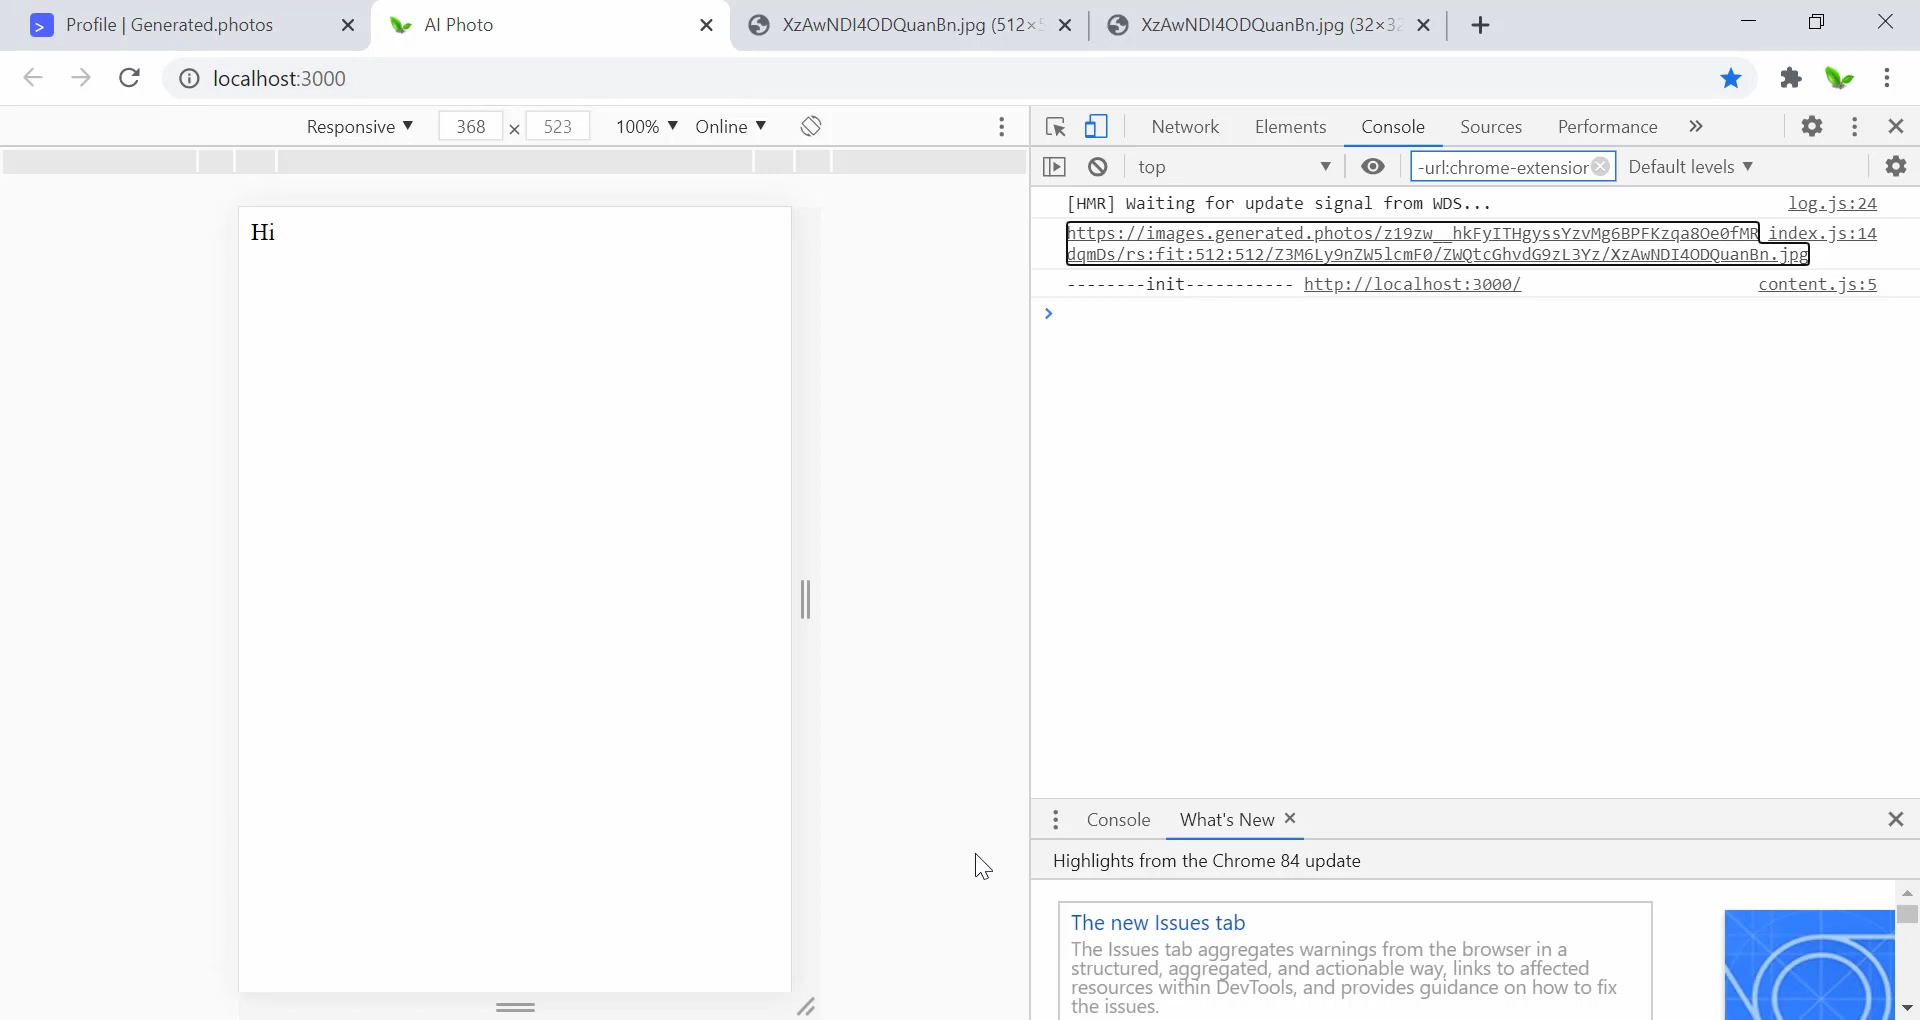 Profile | Generated.photos
AI Photo
XzAwNDI4ODQuanBn.jpg (512×5
XzAwNDI4ODQuanBn.jpg (32×32
localhost:3000
Responsive
368 × 523
100%
Online
Network
Elements
Console
Sources
Performance
top
-url:chrome-extension
Default levels
Hi
[HMR] Waiting for update signal from WDS...
log.js:24
https://images.generated.photos/z19zw__hkFyITHgyssYzvMg6BPFKzqa8Oe0fMR
index.js:14
dqmDs/rs:fit:512:512/Z3M6Ly9nZW5lcmF0/ZWQtcGhvdG9zL3Yz/XzAwNDI4ODQuanBn.jpg
--------init----------- http://localhost:3000/
content.js:5
Console
What's New
Highlights from the Chrome 84 update
The new Issues tab
The Issues tab aggregates warnings from the browser in a
structured, aggregated, and actionable way, links to affected
resources within DevTools, and provides guidance on how to fix
the issues.